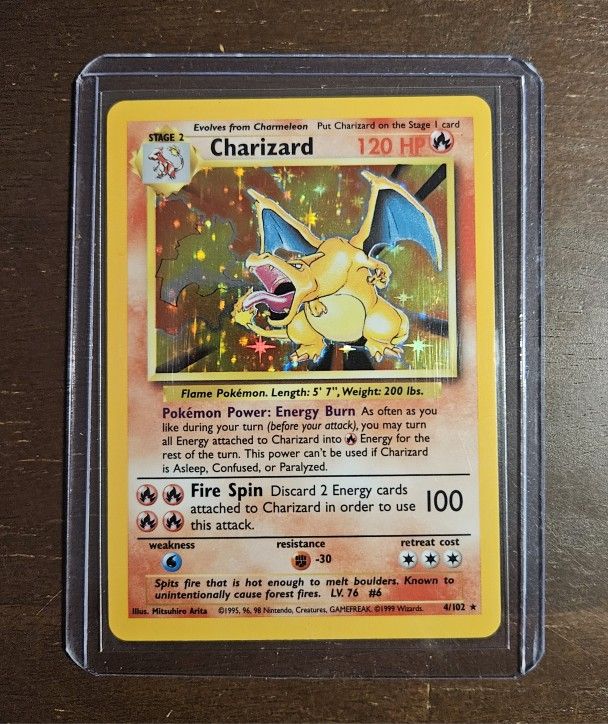 Evolves from Charmeleon Put Charizard on the Stage 1 card
STAGE 2
Charizard 120 HP
Flame Pokémon. Length: 5' 7", Weight: 200 lbs.
Pokémon Power: Energy Burn As often as you
like during your turn (before your attack), you may turn
all Energy attached to Charizard into Energy for the
rest of the turn. This power can't be used if Charizard
is Asleep, Confused, or Paralyzed.
Fire Spin Discard 2 Energy cards
attached to Charizard in order to use 100
this attack.
weakness resistance retreat cost
-30
Spits fire that is hot enough to melt boulders. Known to
unintentionally cause forest fires. LV. 76 #6
Illus. Mitsuhiro Arita ©1995, 96, 98 Nintendo, Creatures, GAMEFREAK. ©1999 Wizards. 4/102 ★